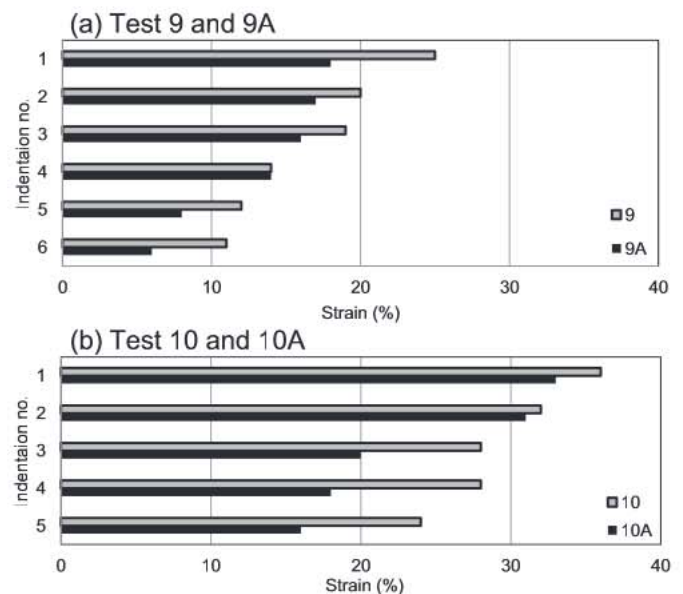 (a) Test 9 and 9A
Indentaion no.
1
2
3
4
5
6
9
9A
0 10 20 30 40
Strain (%)
(b) Test 10 and 10A
Indentaion no.
1
2
3
4
5
10
10A
0 10 20 30 40
Strain (%)